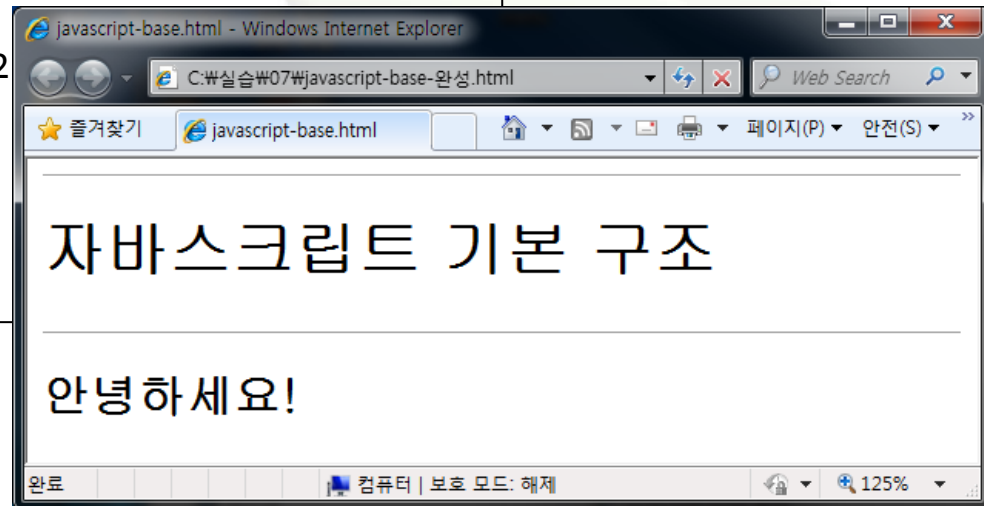 javascript-base.html - Windows Internet Explorer
2
C:₩실습₩07₩javascript-base-완성.html
Web Search
즐겨찾기
javascript-base.html
페이지(P)
안전(S)
자바스크립트 기본 구조
안녕하세요!
완료
컴퓨터 | 보호 모드: 해제
125%